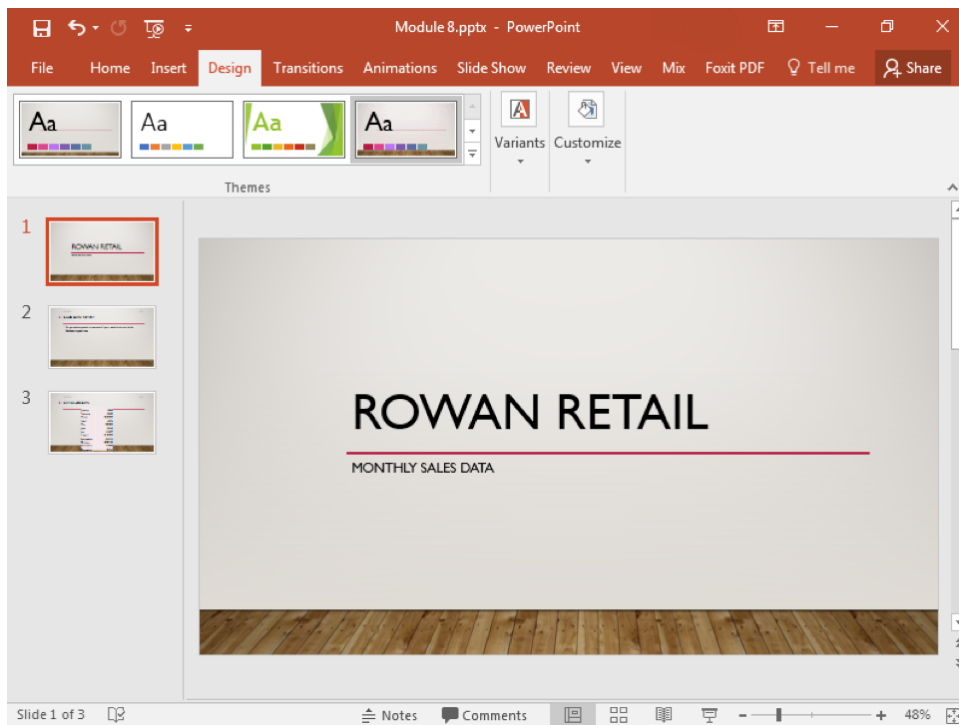 Module 8.pptx - PowerPoint
File Home Insert Design Transitions Animations Slide Show Review View Mix Foxit PDF Tell me Share
Aa Aa Aa Aa
Variants Customize
Themes
1
ROWAN RETAIL
2
3
ROWAN RETAIL
MONTHLY SALES DATA
Slide 1 of 3 Notes Comments 48%